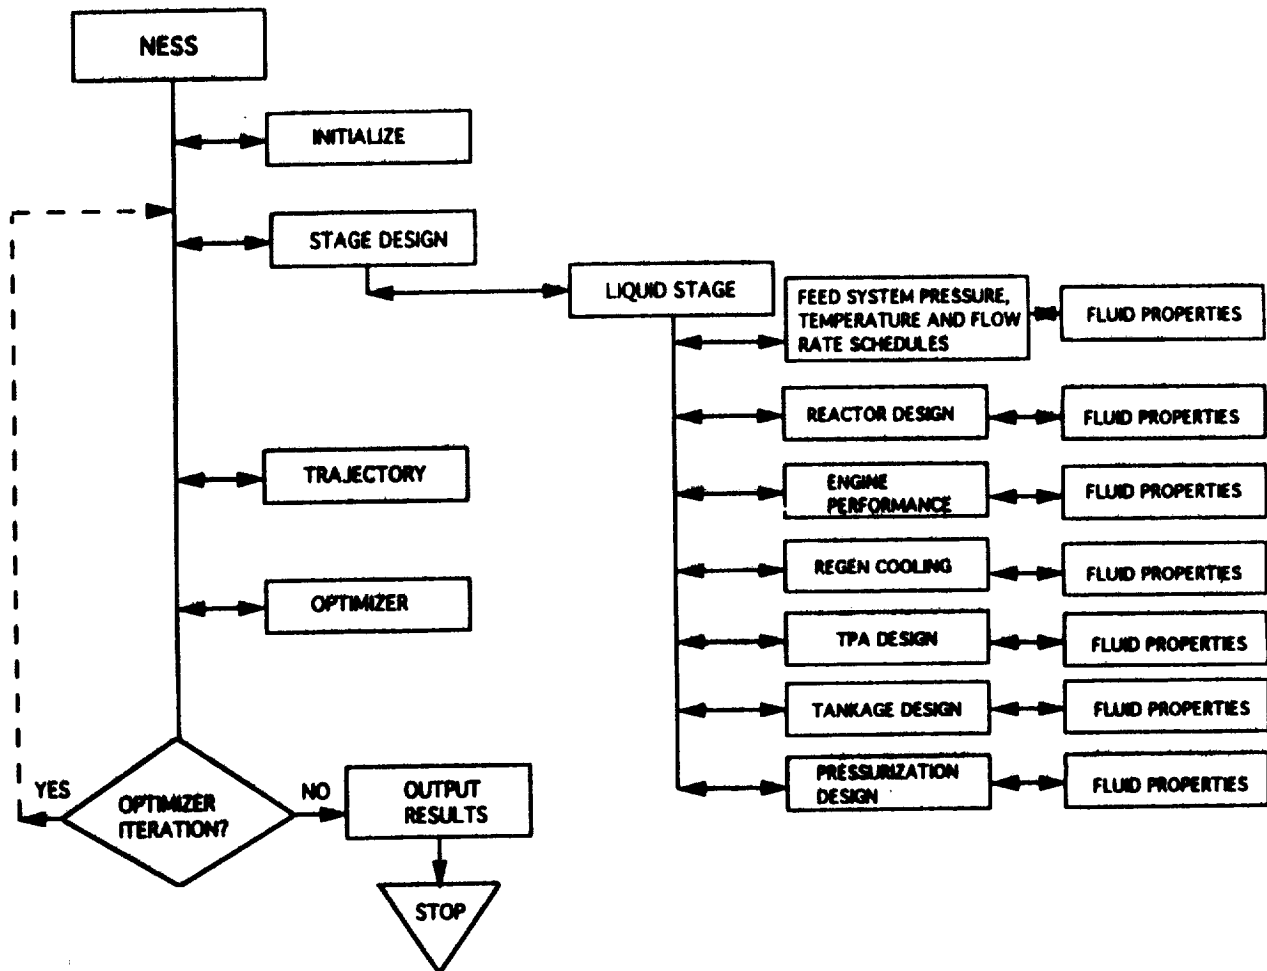 NESS
INITIALIZE
STAGE DESIGN
LIQUID STAGE
FEED SYSTEM PRESSURE,
TEMPERATURE AND FLOW
RATE SCHEDULES
FLUID PROPERTIES
REACTOR DESIGN
FLUID PROPERTIES
TRAJECTORY
ENGINE
PERFORMANCE
FLUID PROPERTIES
REGEN COOLING
FLUID PROPERTIES
OPTIMIZER
TPA DESIGN
FLUID PROPERTIES
TANKAGE DESIGN
FLUID PROPERTIES
PRESSURIZATION
DESIGN
FLUID PROPERTIES
YES
OPTIMIZER
ITERATION?
NO
OUTPUT
RESULTS
STOP